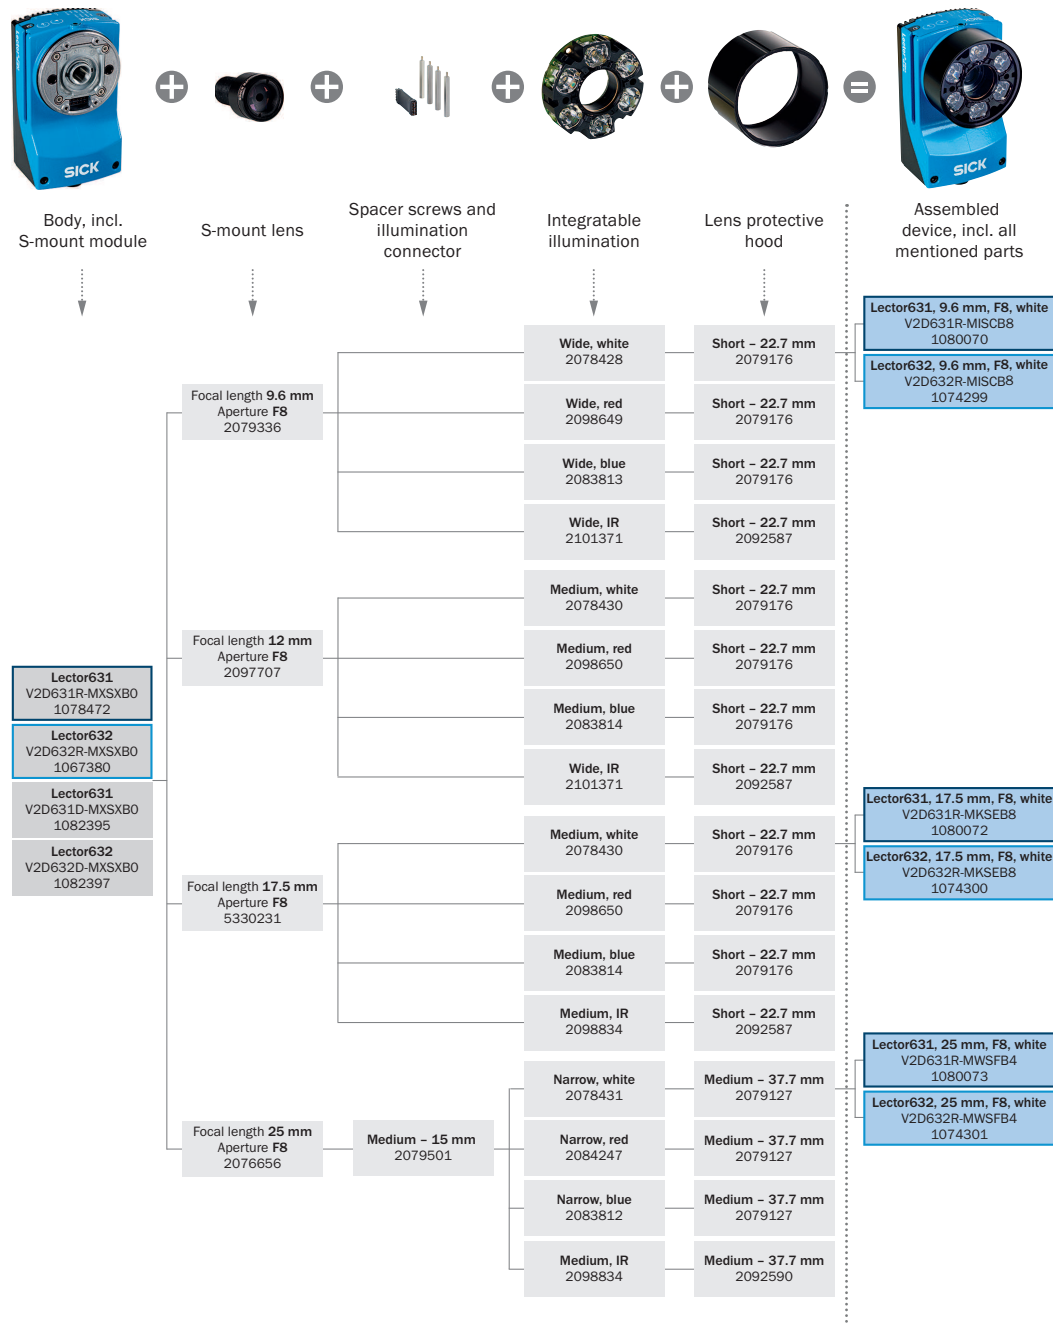 SICK
SICK
Body, incl.
S-mount module
S-mount lens
Spacer screws and
illumination
connector
Integratable
illumination
Lens protective
hood
Assembled
device, incl. all
mentioned parts
Lector631
V2D631R-MXSXB0
1078472
Lector632
V2D632R-MXSXB0
1067380
Lector631
V2D631D-MXSXB0
1082395
Lector632
V2D632D-MXSXB0
1082397
Focal length 9.6 mm
Aperture F8
2079336
Wide, white
2078428
Short – 22.7 mm
2079176
Lector631, 9.6 mm, F8, white
V2D631R-MISCB8
1080070
Lector632, 9.6 mm, F8, white
V2D632R-MISCB8
1074299
Wide, red
2098649
Short – 22.7 mm
2079176
Wide, blue
2083813
Short – 22.7 mm
2079176
Wide, IR
2101371
Short – 22.7 mm
2092587
Focal length 12 mm
Aperture F8
2097707
Medium, white
2078430
Short – 22.7 mm
2079176
Medium, red
2098650
Short – 22.7 mm
2079176
Medium, blue
2083814
Short – 22.7 mm
2079176
Wide, IR
2101371
Short – 22.7 mm
2092587
Focal length 17.5 mm
Aperture F8
5330231
Medium, white
2078430
Short – 22.7 mm
2079176
Lector631, 17.5 mm, F8, white
V2D631R-MKSEB8
1080072
Lector632, 17.5 mm, F8, white
V2D632R-MKSEB8
1074300
Medium, red
2098650
Short – 22.7 mm
2079176
Medium, blue
2083814
Short – 22.7 mm
2079176
Medium, IR
2098834
Short – 22.7 mm
2092587
Focal length 25 mm
Aperture F8
2076656
Medium – 15 mm
2079501
Narrow, white
2078431
Medium – 37.7 mm
2079127
Lector631, 25 mm, F8, white
V2D631R-MWSFB4
1080073
Lector632, 25 mm, F8, white
V2D632R-MWSFB4
1074301
Narrow, red
2084247
Medium – 37.7 mm
2079127
Narrow, blue
2083812
Medium – 37.7 mm
2079127
Medium, IR
2098834
Medium – 37.7 mm
2092590